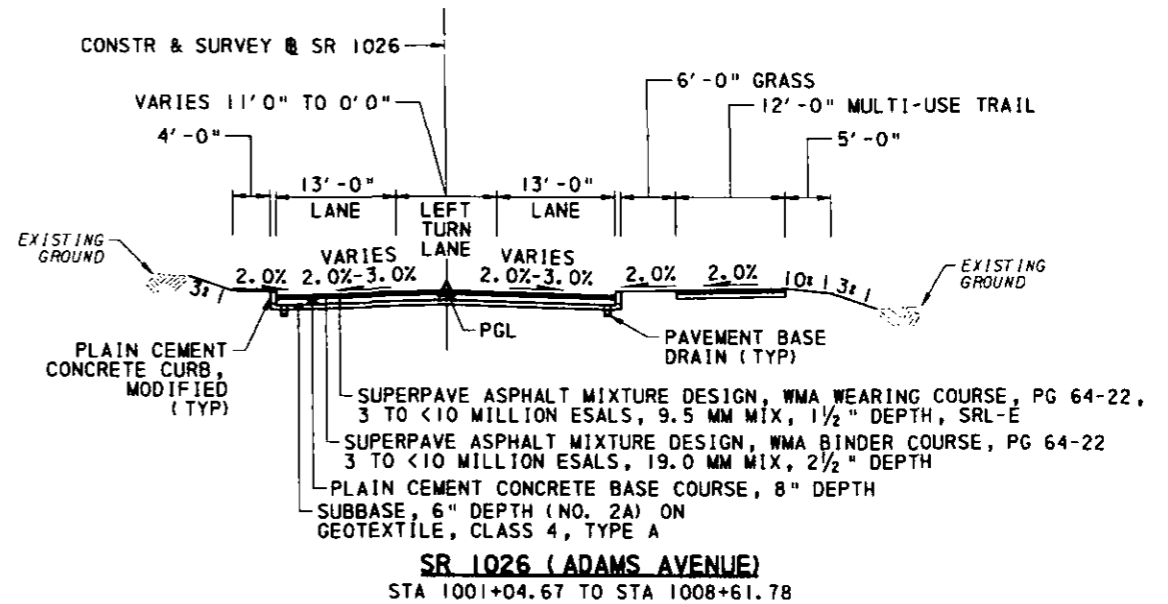 CONSTR & SURVEY ℄ SR 1026
6'-0" GRASS
VARIES 11'0" TO 0'0"
12'-0" MULTI-USE TRAIL
4'-0"
5'-0"
13'-0"
LANE
LEFT
TURN
LANE
13'-0"
LANE
EXISTING
GROUND
VARIES
VARIES
EXISTING
GROUND
2.0%
2.0%-3.0%
2.0%-3.0%
2.0%
2.0%
10:1
3:1
3:1
PLAIN CEMENT
CONCRETE CURB,
MODIFIED
(TYP)
PGL
PAVEMENT BASE
DRAIN (TYP)
SUPERPAVE ASPHALT MIXTURE DESIGN, WMA WEARING COURSE, PG 64-22,
3 TO <10 MILLION ESALS, 9.5 MM MIX, 1 1/2" DEPTH, SRL-E
SUPERPAVE ASPHALT MIXTURE DESIGN, WMA BINDER COURSE, PG 64-22
3 TO <10 MILLION ESALS, 19.0 MM MIX, 2 1/2" DEPTH
PLAIN CEMENT CONCRETE BASE COURSE, 8" DEPTH
SUBBASE, 6" DEPTH (NO. 2A) ON
GEOTEXTILE, CLASS 4, TYPE A
SR 1026 (ADAMS AVENUE)
STA 1001+04.67 TO STA 1008+61.78